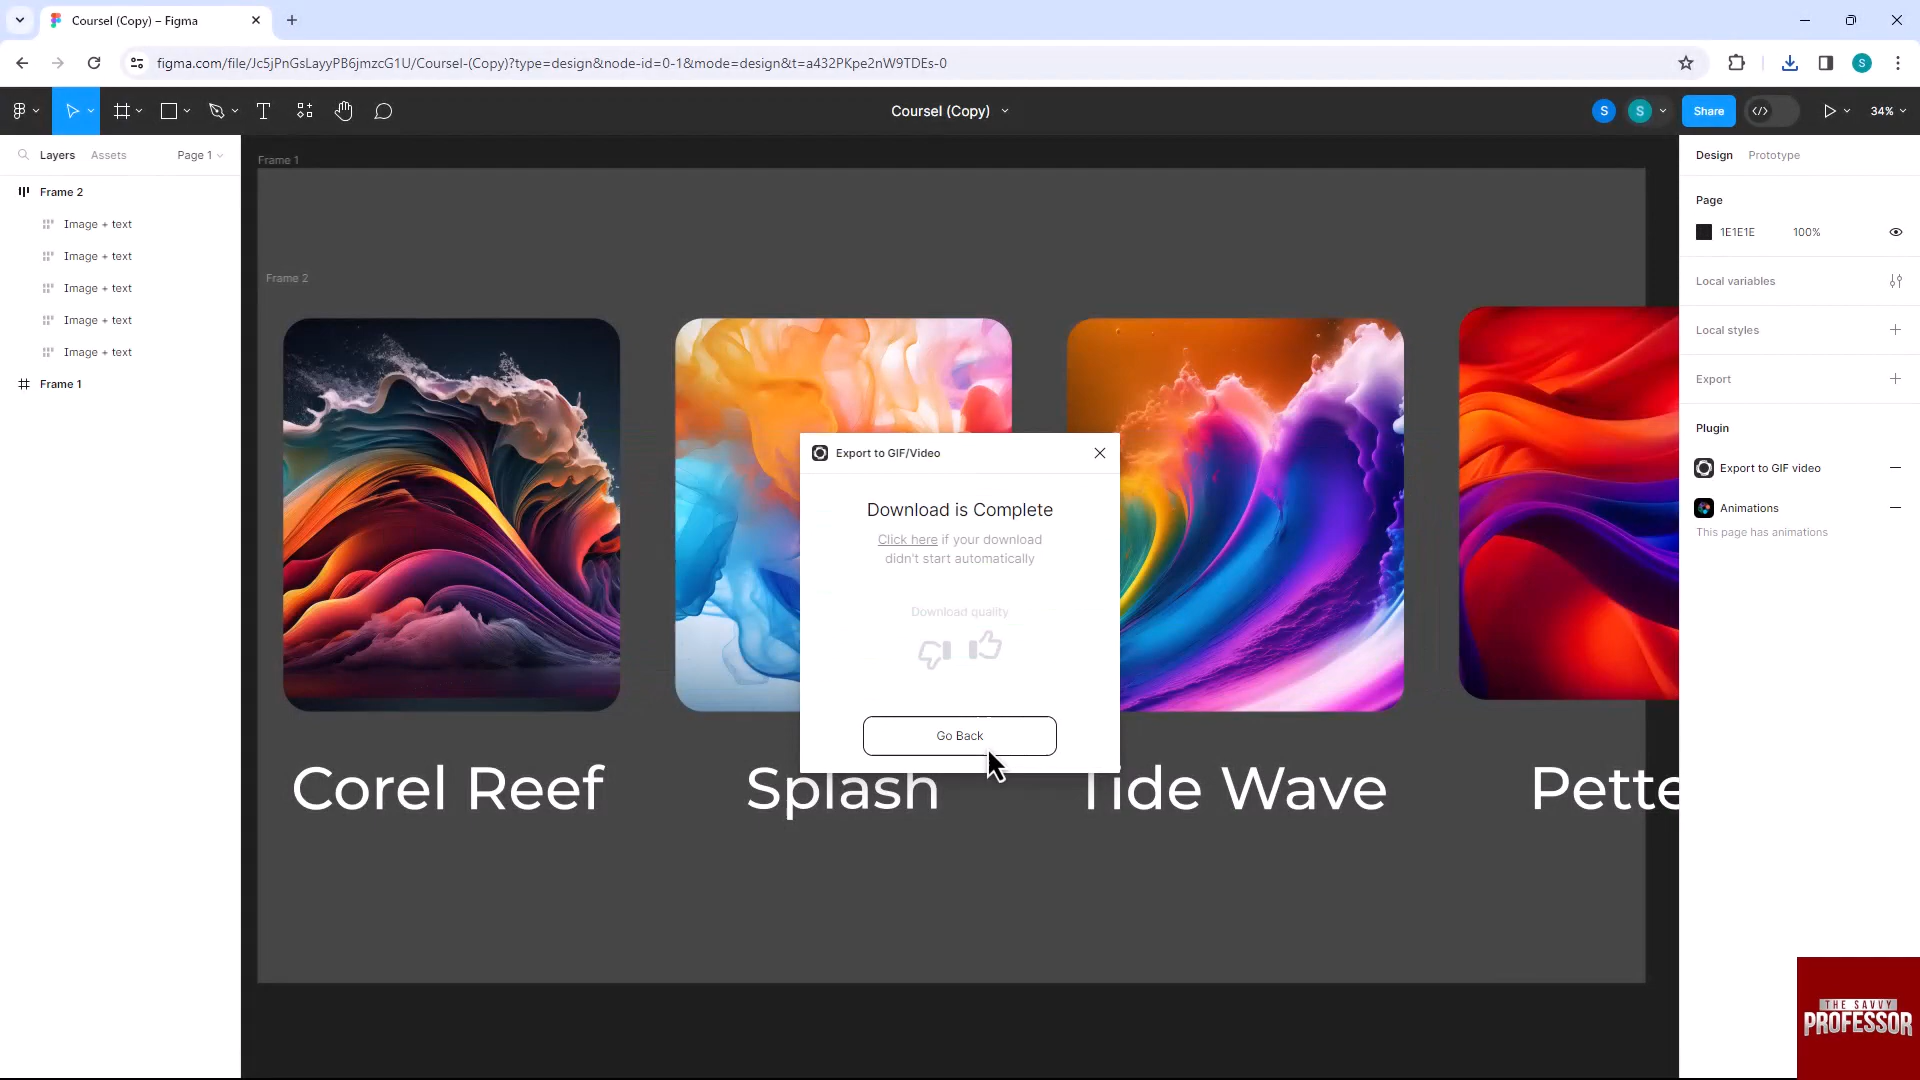 Coursel (Copy) – Figma
figma.com/file/Jc5jPnGsLayyPB6jmzcG1U/Coursel-(Copy)?type=design&node-id=0-1&mode=design&t=a432PKpe2nW9TDEs-0
S
Coursel (Copy)
S
S
Share
34%
Layers
Assets
Page 1
Frame 2
Image + text
Image + text
Image + text
Image + text
Image + text
Frame 1
Frame 1
Frame 2
Corel Reef
Splash
Tide Wave
Pette
Export to GIF/Video
Download is Complete
Click here if your download
didn't start automatically
Download quality
Go Back
Design
Prototype
Page
1E1E1E
100%
Local variables
Local styles
Export
Plugin
Export to GIF video
Animations
This page has animations
THE SAVVY
PROFESSOR